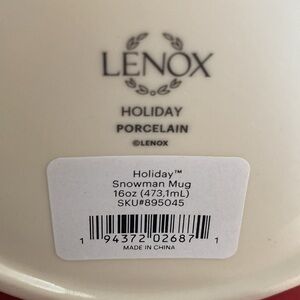 LENOX
HOLIDAY
PORCELAIN
©LENOX
Holiday™
Snowman Mug
16oz (473,1mL)
SKU#895045
1 94372 02687 1
MADE IN CHINA